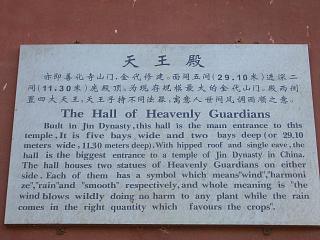 天王殿
亦即善化寺山门,金代修建。面阔五间(29.10米)进深二
间(11.30米)庑殿顶。为现存规模最大的金代山门。殿两侧
置四大天王,天王手持不同法器,寓意人世间风调雨顺之意。
The Hall of Heavenly Guardians
Built in Jin Dynasty,this hall is the main entrance to this
temple. It is five bays wide and two bays deep (or 29.10
meters wide, 11.30 meters deep). With hipped roof and single eave, the
hall is the biggest entrance to a temple of Jin Dynasty in China.
The hall houses two statues of Heavenly Guardians on either
side. Each of them has a symbol which means"wind","harmoni
ze","rain"and "smooth" respectively, and whole meaning is "the
wind blows wildly doing no harm to any plant while the rain
comes in the right quantity which favours the crops".